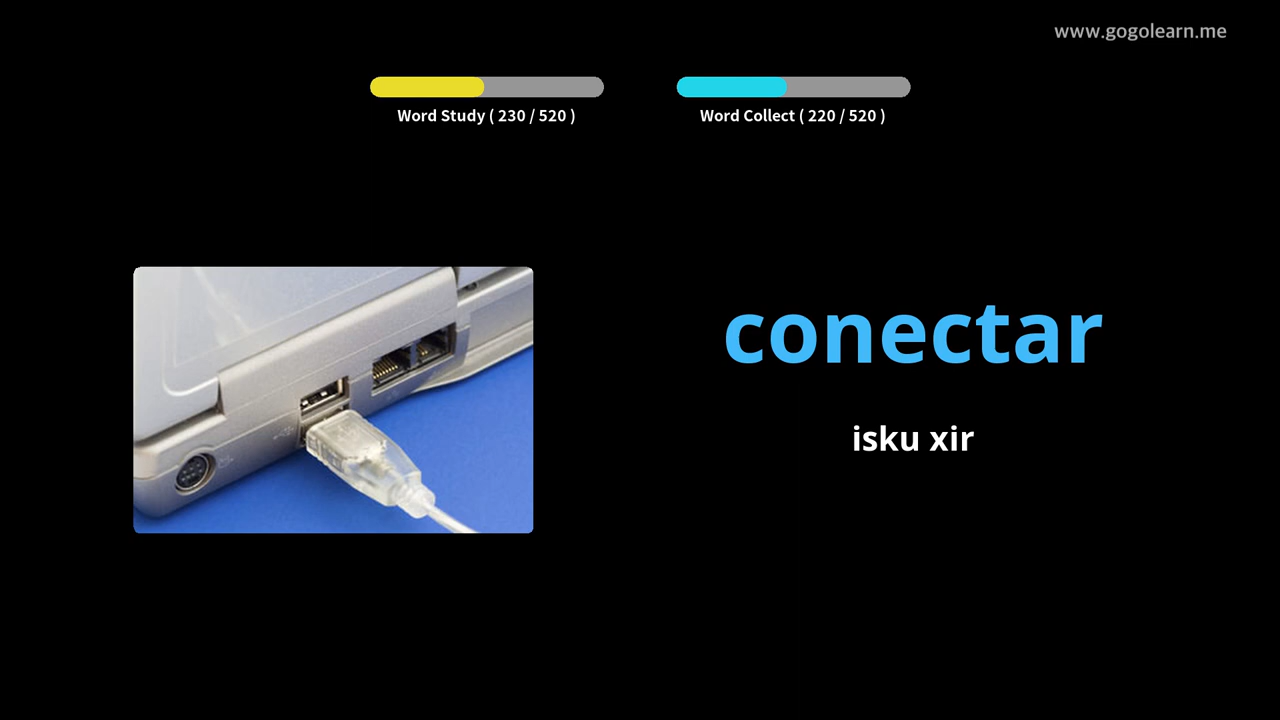 www.gogolearn.me
Word Study ( 230 / 520 )
Word Collect ( 220 / 520 )
conectar
isku xir